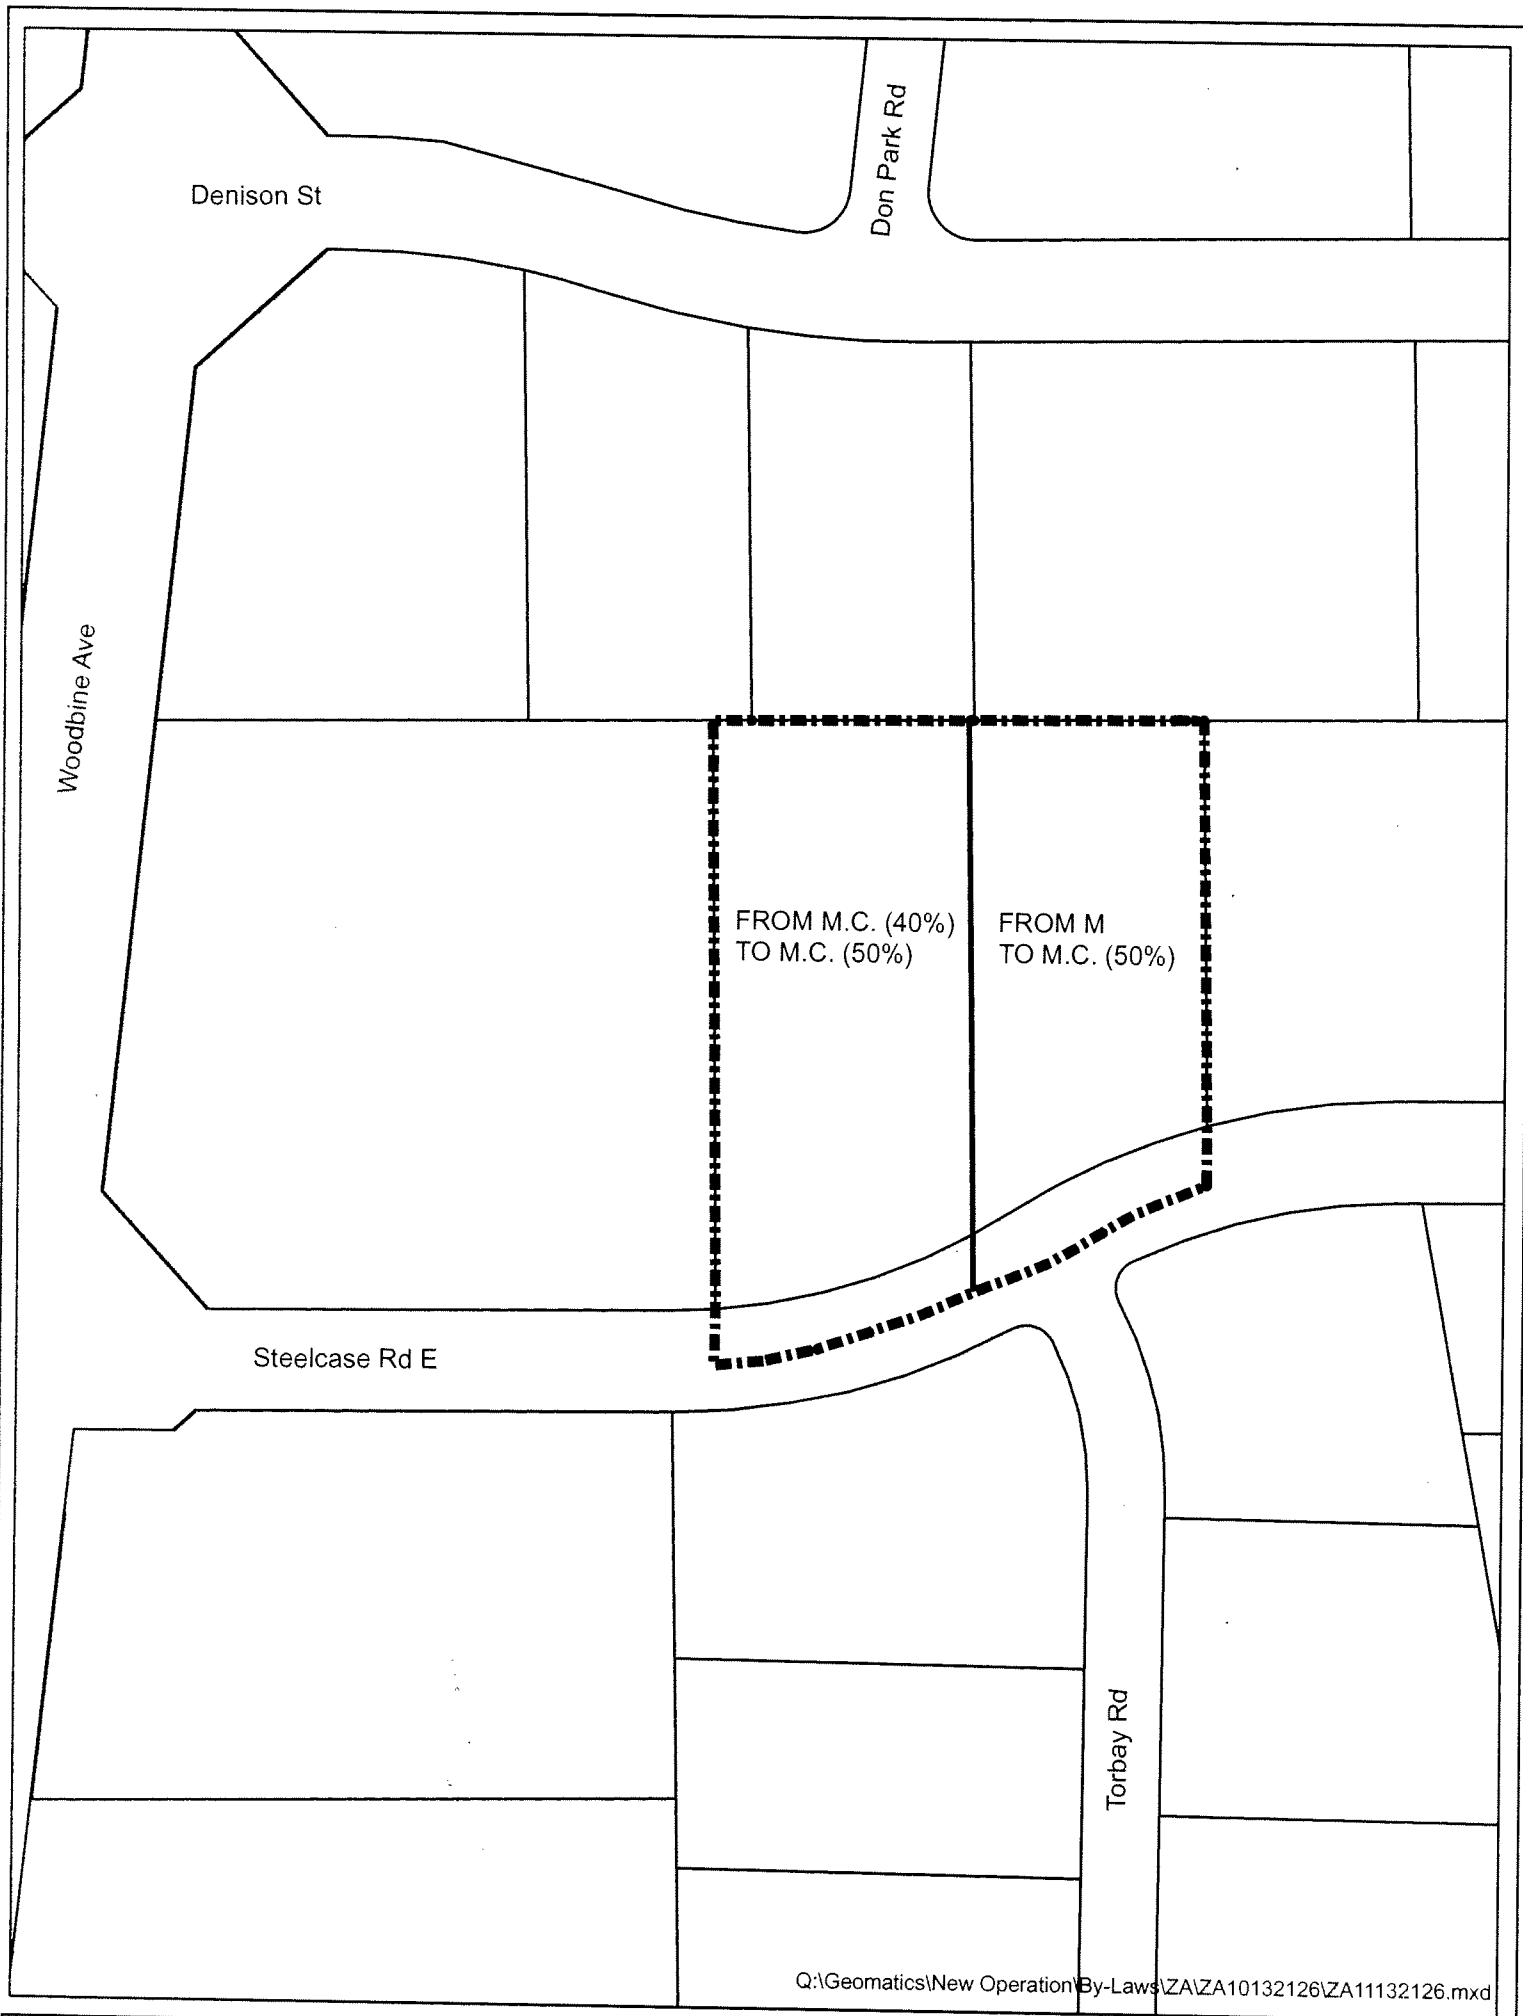 Don Park Rd
Denison St
Woodbine Ave
FROM M.C. (40%)
TO M.C. (50%)
FROM M
TO M.C. (50%)
Steelcase Rd E
Torbay Rd
Q:\Geomatics\New Operation\By-Laws\ZA\ZA10132126\ZA11132126.mxd